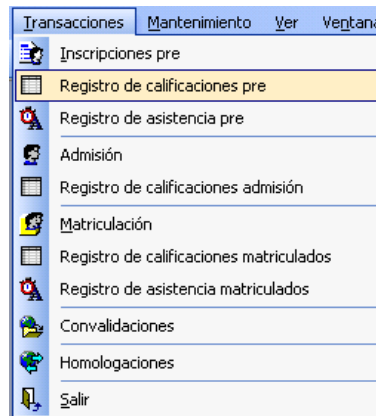 Transacciones Mantenimiento Ver Ventana
Inscripciones pre
Registro de calificaciones pre
Registro de asistencia pre
Admisión
Registro de calificaciones admisión
Matriculación
Registro de calificaciones matriculados
Registro de asistencia matriculados
Convalidaciones
Homologaciones
Salir